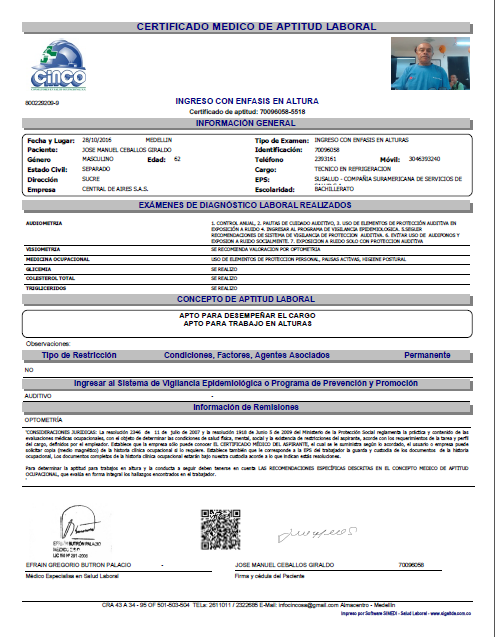 CERTIFICADO MEDICO DE APTITUD LABORAL
CINCO
800229209-9
INGRESO CON ENFASIS EN ALTURA
Certificado de aptitud: 70096058-5518
INFORMACIÓN GENERAL
Fecha y Lugar: 28/10/2016 MEDELLIN Tipo de Examen: INGRESO CON ENFASIS EN ALTURAS
Paciente: JOSE MANUEL CEBALLOS GIRALDO Identificación: 70096058
Género MASCULINO Edad: 62 Teléfono 2393161 Móvil: 3046393240
Estado Civil: SEPARADO Cargo: TECNICO EN REFRIGERACION
Dirección SUCRE EPS: SUSALUD - COMPAÑIA SURAMERICANA DE SERVICIOS DE
Empresa CENTRAL DE AIRES S.A.S. Escolaridad: BACHILLERATO
EXAMENES DE DIAGNÓSTICO LABORAL REALIZADOS
AUDIOMETRIA 1. CONTROL ANUAL, 2. PAUTAS DE CUIDADO AUDITIVO, 3. USO DE ELEMENTOS DE PROTECCIÓN AUDITIVA EN
EXPOSICIÓN A RUIDO 4. INGRESAR AL PROGRAMA DE VIGILANCIA EPIDEMIOLOGICA. 5.SEGUIR
RECOMENDACIONES DE SISTEMA DE VIGILANCIA DE PROTECCION AUDITIVA. 6. EVITAR USO DE AUDIFONOS Y
EXPOSION A RUIDO SOCIALMENTE. 7. EXPOSICION A RUIDO SOLO CON PROTECCION AUDITIVA
VISIOMETRIA SE RECOMIENDA VALORACION POR OPTOMETRIA
MEDICINA OCUPACIONAL USO DE ELEMENTOS DE PROTECCION PERSONAL, PAUSAS ACTIVAS, HIGIENE POSTURAL
GLICEMIA SE REALIZO
COLESTEROL TOTAL SE REALIZO
TRIGLICERIDOS SE REALIZO
CONCEPTO DE APTITUD LABORAL
APTO PARA DESEMPEÑAR EL CARGO
APTO PARA TRABAJO EN ALTURAS
Observaciones:
Tipo de Restricción Condiciones, Factores, Agentes Asociados Permanente
NO
Ingresar al Sistema de Vigilancia Epidemiológica o Programa de Prevención y Promoción
AUDITIVO -
Información de Remisiones
OPTOMETRÍA
"CONSIDERACIONES JURIDICAS: La resolución 2346 de 11 de julio de 2007 y la resolución 1918 de Junio 5 de 2009 del Ministerio de la Protección Social reglamenta la práctica y contenido de las
evaluaciones médicas ocupacionales, con el objeto de determinar las condiciones de salud física, mental, social y la existencia de restricciones del aspirante, acorde con los requerimientos de la tarea y perfil
del cargo, definidos por el empleador. Establece que la empresa sólo puede conocer EL CERTIFICADO MÉDICO DEL ASPIRANTE, el cual se le suministra según lo acordado, el usuario o empresa puede
solicitar copia (medio magnético) de la historia clínica ocupacional si lo requiere. Establece también que le corresponde a la EPS del trabajador la guarda y custodia de los documentos de la historia
ocupacional, Los documentos completos de la historia clinica ocupacional estarán bajo nuestra custodia acorde a lo que indican estás resoluciones.
Para determinar la aptitud para trabajos en altura y la conducta a seguir deben tenerse en cuenta LAS RECOMENDACIONES ESPECÍFICAS DESCRITAS EN EL CONCEPTO MEDICO DE APTITUD
OCUPACIONAL, que evalúa en forma integral los hallazgos encontrados en el trabajador.
BUTRÓN PALACIO
EFRAIN GREGORIO BUTRON PALACIO - JOSE MANUEL CEBALLOS GIRALDO 70096058
Médico Especialisa en Salud Laboral Firma y cédula del Paciente
CRA 43 A 34 - 95 OF 501-503-504 TELs: 2611011 / 2322685 E-Mail: infocincosa@gmail.com Almacentro - Medellin
Impreso por Software SIMEDI - Salud Laboral - www.sigahde.com.co